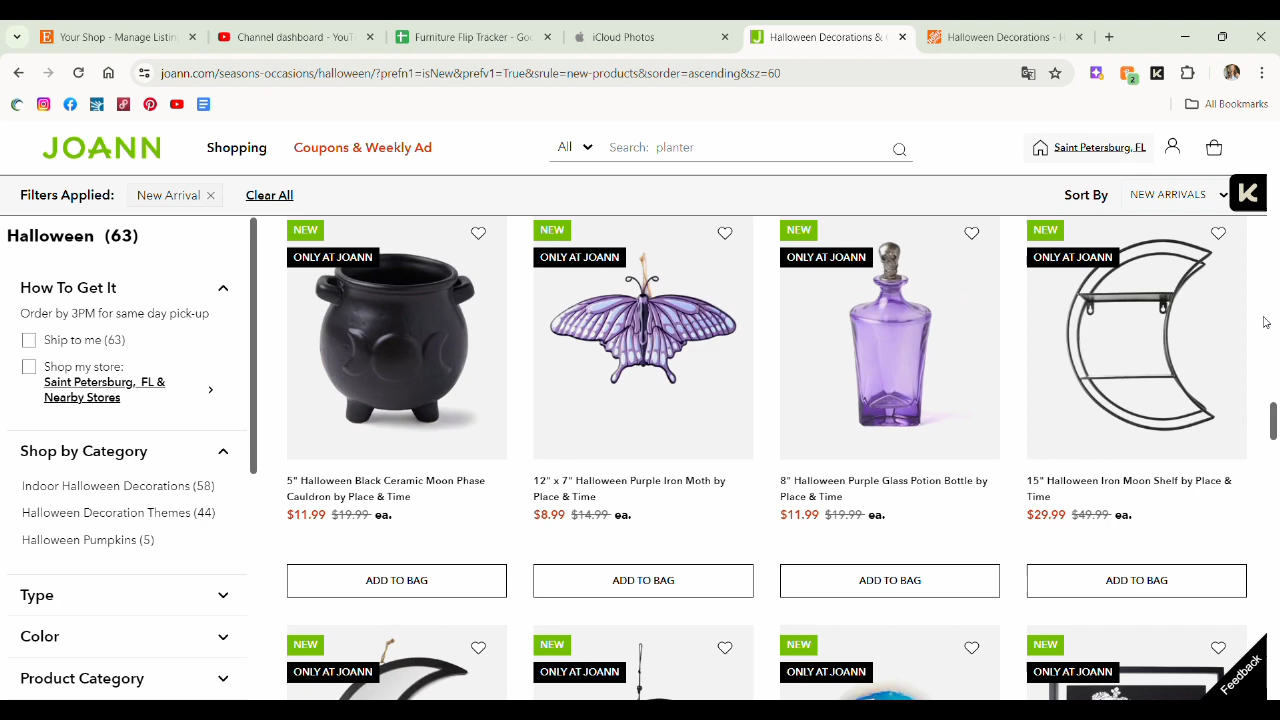 Your Shop - Manage Listin
Channel dashboard - YouT
Furniture Flip Tracker - Goo
iCloud Photos
Halloween Decorations & C
Halloween Decorations - H
joann.com/seasons-occasions/halloween/?prefn1=isNew&prefv1=True&srule=new-products&sorder=ascending&sz=60
2
All Bookmarks
JOANN
Shopping
Coupons & Weekly Ad
All
Search: planter
Saint Petersburg, FL
Filters Applied:
New Arrival
Clear All
Sort By
NEW ARRIVALS
K
Halloween (63)
How To Get It
Order by 3PM for same day pick-up
Ship to me (63)
Shop my store:
Saint Petersburg, FL &
Nearby Stores
Shop by Category
Indoor Halloween Decorations (58)
Halloween Decoration Themes (44)
Halloween Pumpkins (5)
Type
Color
Product Category
NEW
ONLY AT JOANN
5" Halloween Black Ceramic Moon Phase
Cauldron by Place & Time
$11.99 $19.99 ea.
ADD TO BAG
NEW
ONLY AT JOANN
12" x 7" Halloween Purple Iron Moth by
Place & Time
$8.99 $14.99 ea.
ADD TO BAG
NEW
ONLY AT JOANN
8" Halloween Purple Glass Potion Bottle by
Place & Time
$11.99 $19.99 ea.
ADD TO BAG
NEW
ONLY AT JOANN
15" Halloween Iron Moon Shelf by Place &
Time
$29.99 $49.99 ea.
ADD TO BAG
NEW
ONLY AT JOANN
NEW
ONLY AT JOANN
NEW
ONLY AT JOANN
NEW
ONLY AT JOANN
Feedback